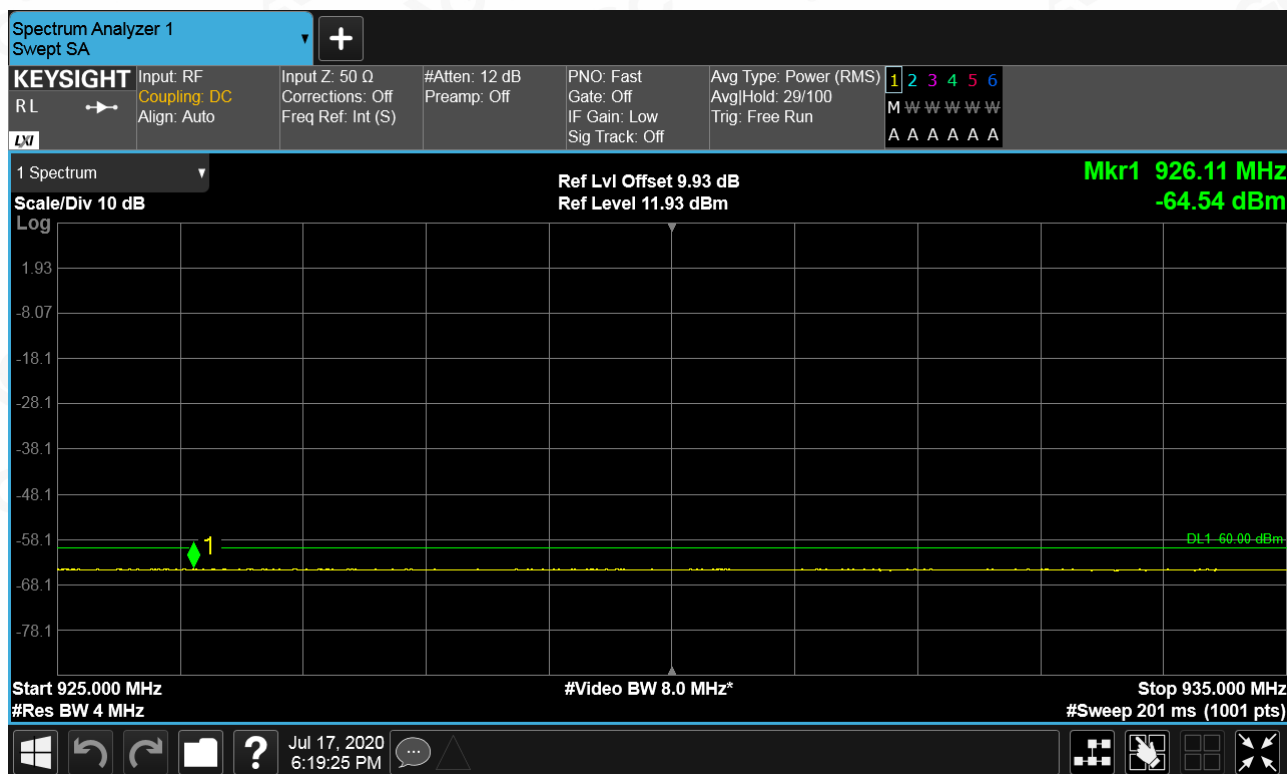 Spectrum Analyzer 1
Swept SA
+
KEYSIGHT
R L
LXI
Input: RF
Coupling: DC
Align: Auto
Input Z: 50 Ω
Corrections: Off
Freq Ref: Int (S)
#Atten: 12 dB
Preamp: Off
PNO: Fast
Gate: Off
IF Gain: Low
Sig Track: Off
Avg Type: Power (RMS)
Avg|Hold: 29/100
Trig: Free Run
1 2 3 4 5 6
M W W W W W
A A A A A A
1 Spectrum
Scale/Div 10 dB
Log
Ref Lvl Offset 9.93 dB
Ref Level 11.93 dBm
Mkr1 926.11 MHz
-64.54 dBm
1.93
-8.07
-18.1
-28.1
-38.1
-48.1
-58.1
1
DL1 -60.00 dBm
-68.1
-78.1
Start 925.000 MHz
#Res BW 4 MHz
#Video BW 8.0 MHz*
Stop 935.000 MHz
#Sweep 201 ms (1001 pts)
?
Jul 17, 2020
6:19:25 PM